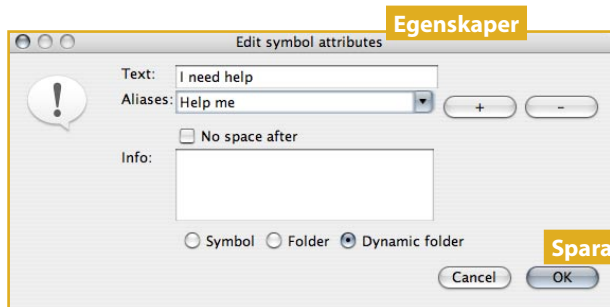 Egenskaper
Edit symbol attributes
Text: I need help
Aliases: Help me
+ -
No space after
Info:
Symbol Folder Dynamic folder
Spara
Cancel OK